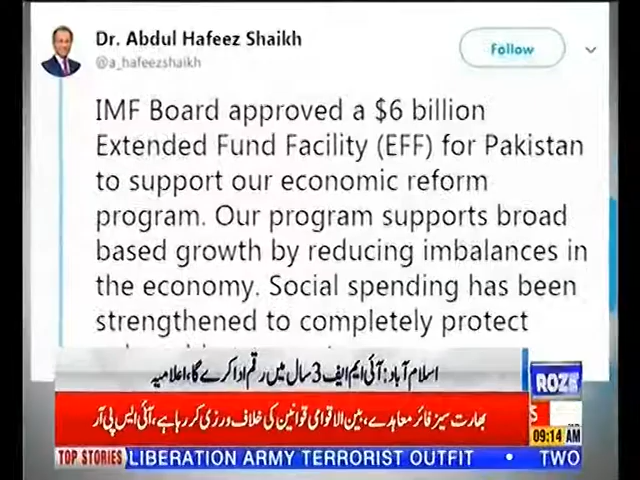 Dr. Abdul Hafeez Shaikh
@a_hafeezshaikh
Follow
IMF Board approved a $6 billion
Extended Fund Facility (EFF) for Pakistan
to support our economic reform
program. Our program supports broad
based growth by reducing imbalances in
the economy. Social spending has been
strengthened to completely protect
اسلام آباد: آئی ایم ایف 3 سال میں رقم ادا کرے گا، اعلامیہ
ROZE
بھارت سیز فائر معاہدے، بین الاقوامی قوانین کی خلاف ورزی کر رہا ہے، آئی ایس پی آر
S
09:14 AM
TOP STORIES
LIBERATION ARMY TERRORIST OUTFIT • TWO